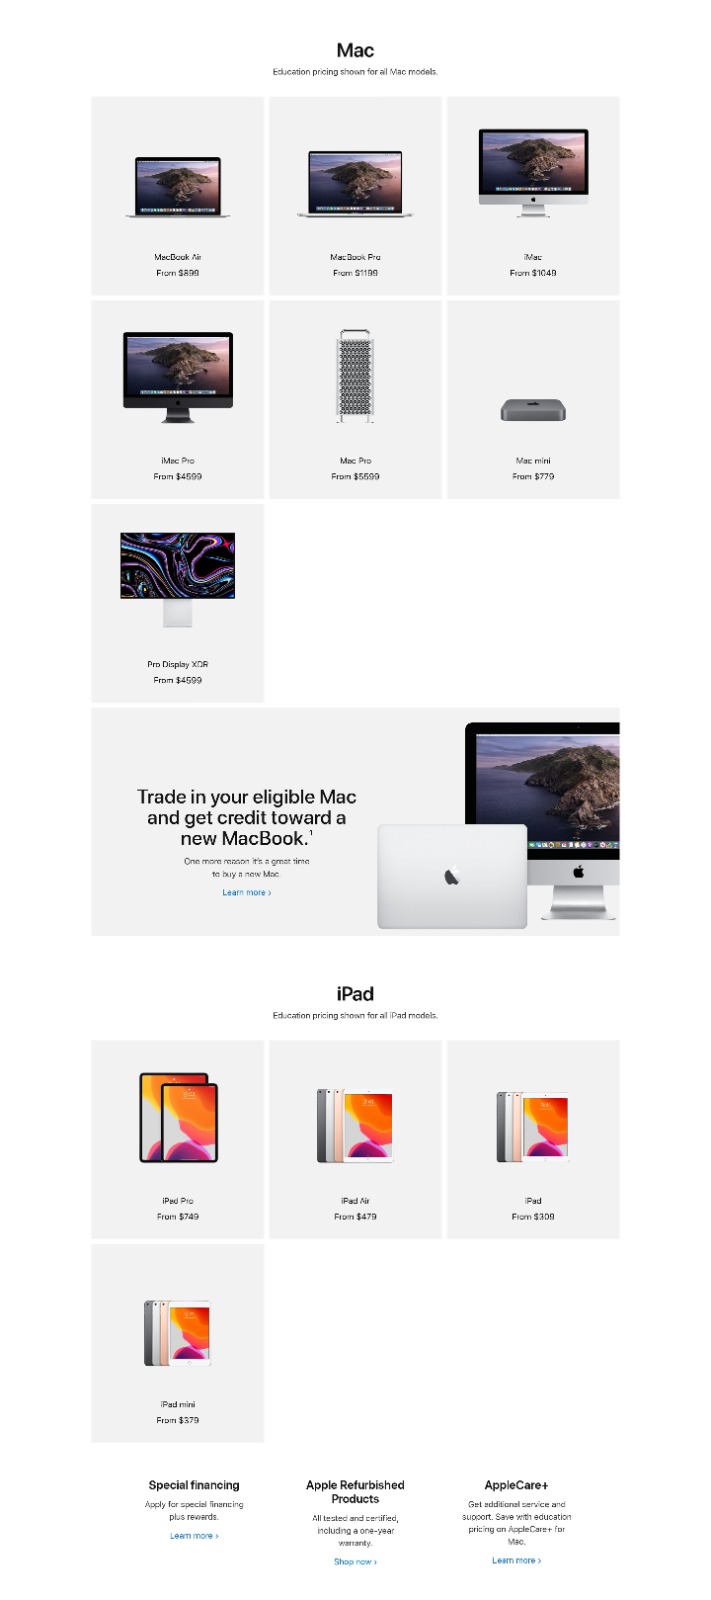 Mac
Education pricing shown for all Mac models.
MacBook Air
From $899
MacBook Pro
From $1199
iMac
From $1049
iMac Pro
From $4599
Mac Pro
From $5599
Mac mini
From $779
Pro Display XDR
From $4599
Trade in your eligible Mac
and get credit toward a
new MacBook.¹
One more reason it's a great time
to buy a new Mac.
Learn more ›
iPad
Education pricing shown for all iPad models.
iPad Pro
From $749
iPad Air
From $479
iPad
From $309
iPad mini
From $379
Special financing
Apply for special financing
plus rewards.
Learn more ›
Apple Refurbished
Products
All tested and certified,
including a one-year
warranty.
Shop now ›
AppleCare+
Get additional service and
support. Save with education
pricing on AppleCare+ for
Mac.
Learn more ›